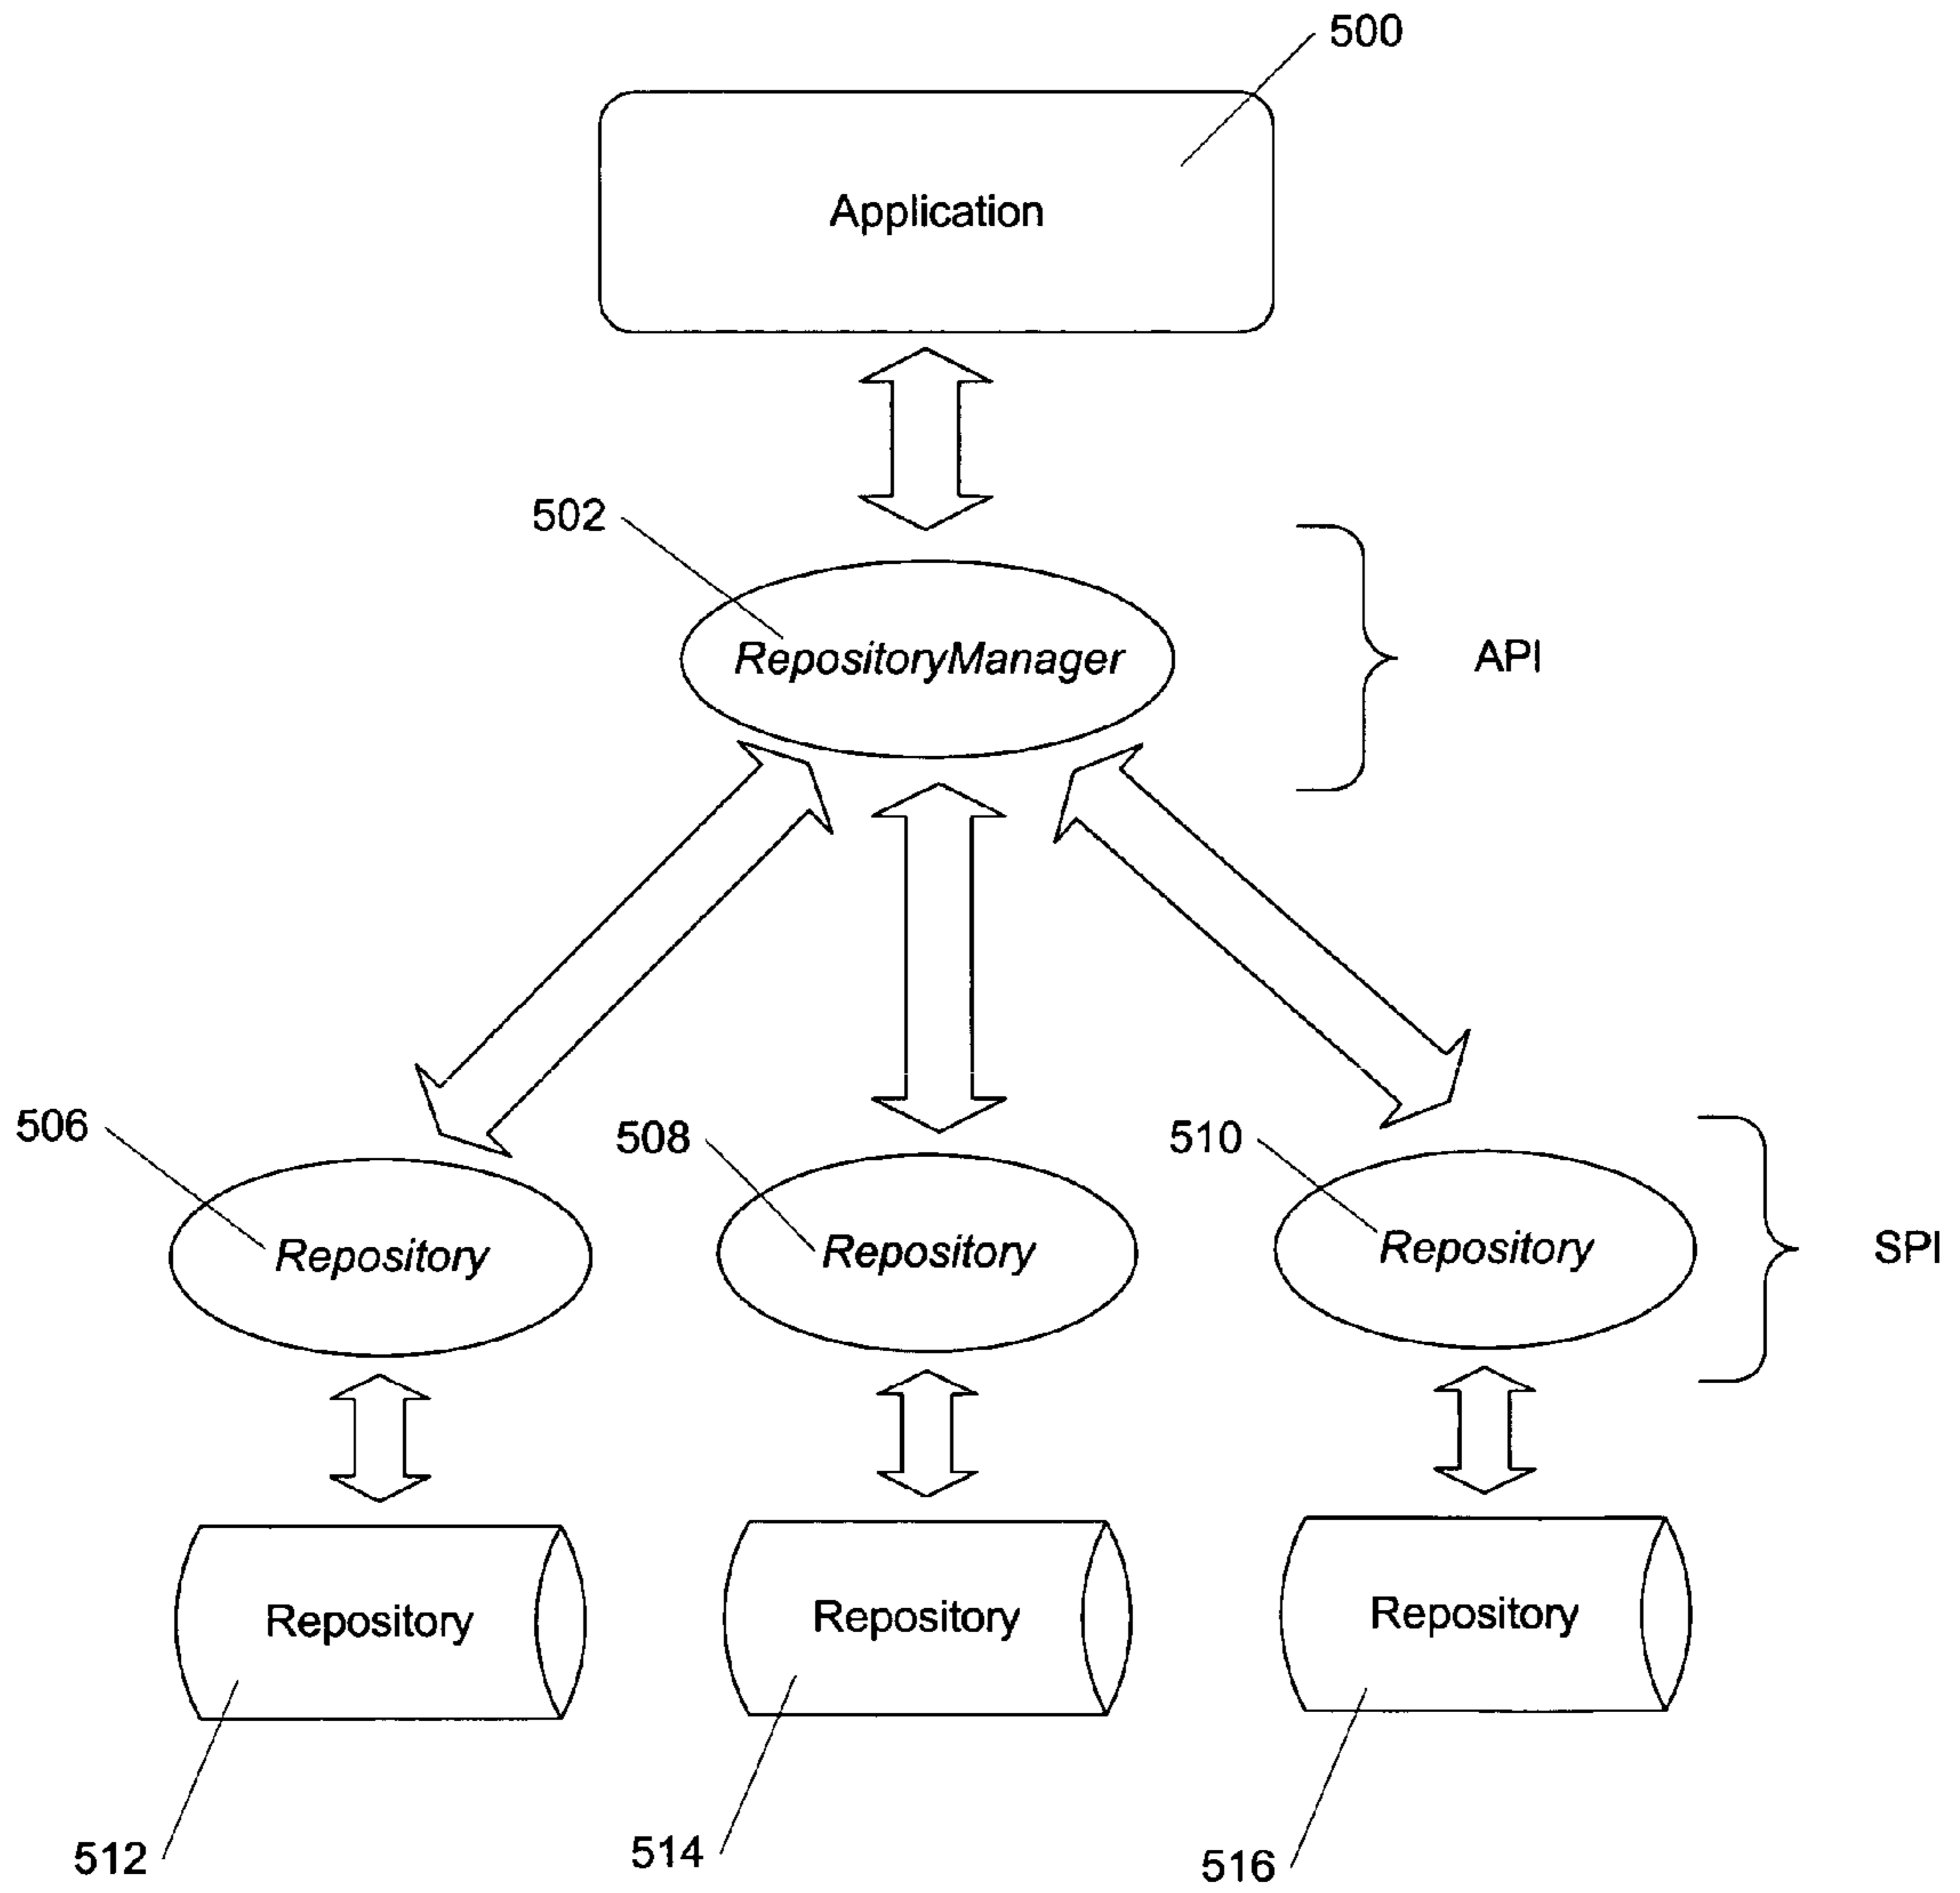 500
Application
502
RepositoryManager
API
506
508
510
Repository
Repository
Repository
SPI
Repository
Repository
Repository
512
514
516